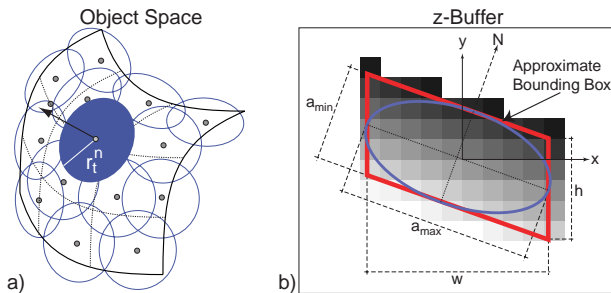 Object Space
r_t^n
a)
z-Buffer
N
y
Approximate
Bounding Box
a_min
x
h
a_max
w
b)